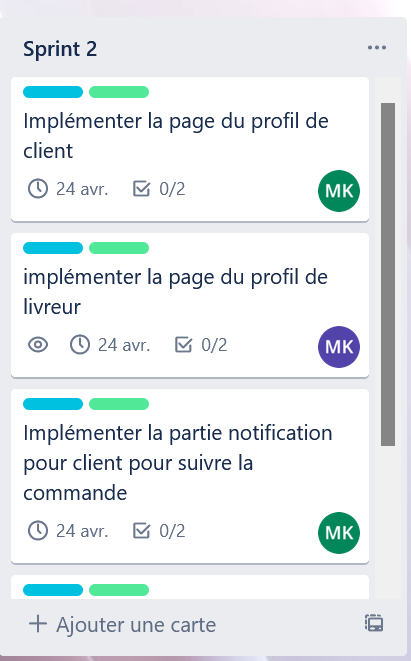 Sprint 2
Implémenter la page du profil de
client
24 avr.
0/2
MK
implémenter la page du profil de
livreur
24 avr.
0/2
MK
Implémenter la partie notification
pour client pour suivre la
commande
24 avr.
0/2
MK
Ajouter une carte